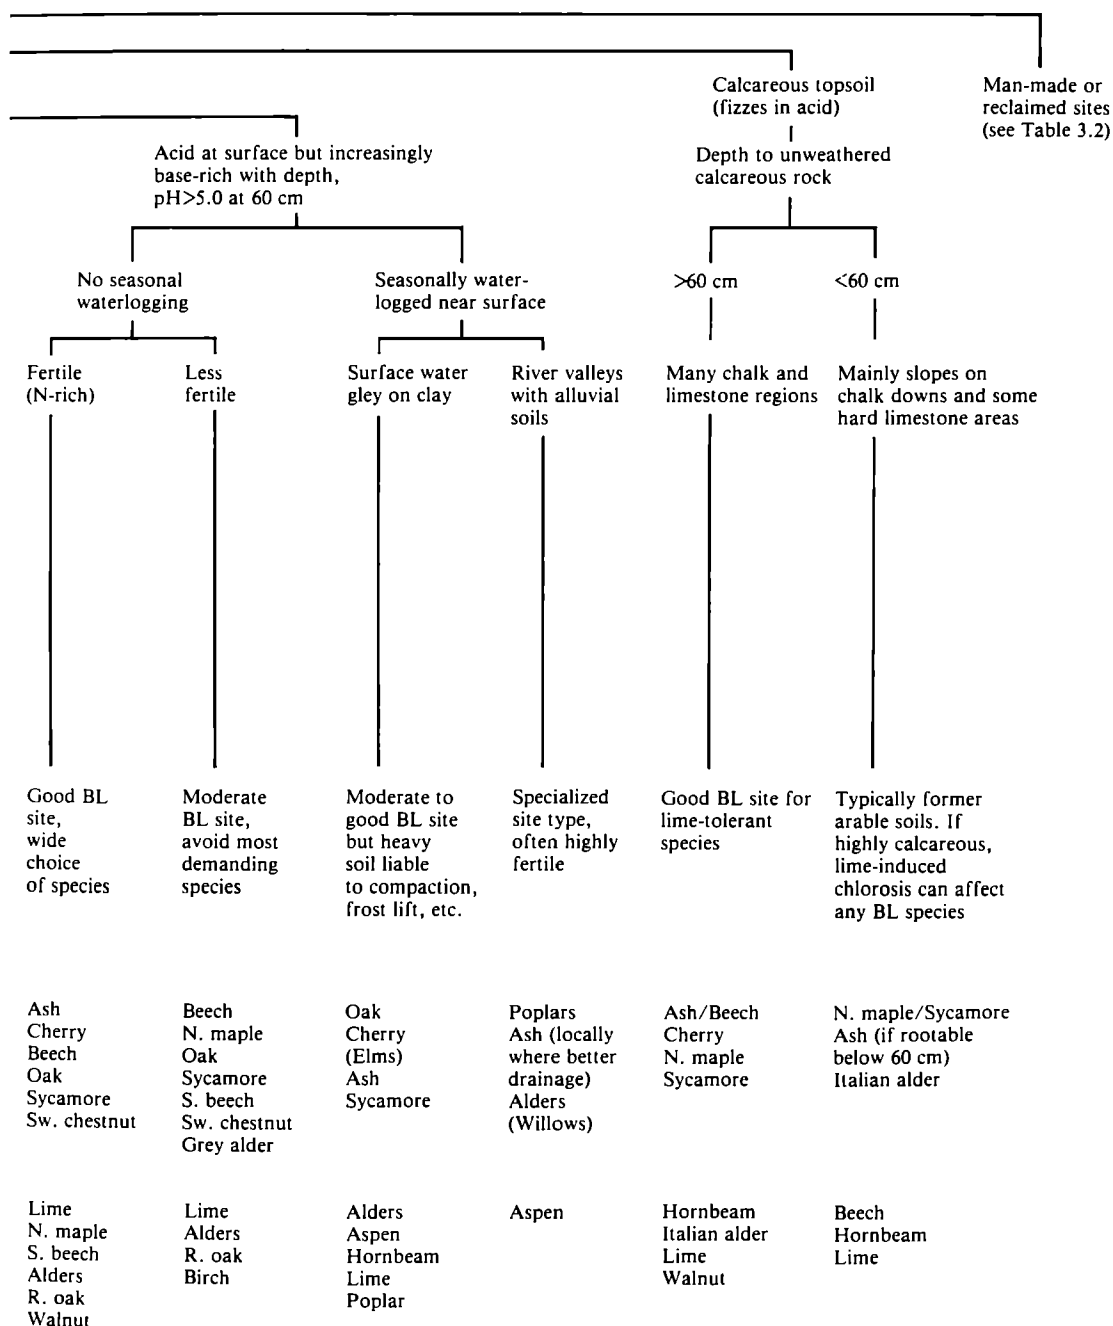 Calcareous topsoil
(fizzes in acid)
Man-made or
reclaimed sites
(see Table 3.2)
Acid at surface but increasingly
base-rich with depth,
pH>5.0 at 60 cm
Depth to unweathered
calcareous rock
No seasonal
waterlogging
Seasonally water-
logged near surface
>60 cm
<60 cm
Fertile
(N-rich)
Less
fertile
Surface water
gley on clay
River valleys
with alluvial
soils
Many chalk and
limestone regions
Mainly slopes on
chalk downs and some
hard limestone areas
Good BL
site,
wide
choice
of species
Moderate
BL site,
avoid most
demanding
species
Moderate to
good BL site
but heavy
soil liable
to compaction,
frost lift, etc.
Specialized
site type,
often highly
fertile
Good BL site for
lime-tolerant
species
Typically former
arable soils. If
highly calcareous,
lime-induced
chlorosis can affect
any BL species
Ash
Cherry
Beech
Oak
Sycamore
Sw. chestnut
Beech
N. maple
Oak
Sycamore
S. beech
Sw. chestnut
Grey alder
Oak
Cherry
(Elms)
Ash
Sycamore
Poplars
Ash (locally
where better
drainage)
Alders
(Willows)
Ash/Beech
Cherry
N. maple
Sycamore
N. maple/Sycamore
Ash (if rootable
below 60 cm)
Italian alder
Lime
N. maple
S. beech
Alders
R. oak
Walnut
Lime
Alders
R. oak
Birch
Alders
Aspen
Hornbeam
Lime
Poplar
Aspen
Hornbeam
Italian alder
Lime
Walnut
Beech
Hornbeam
Lime